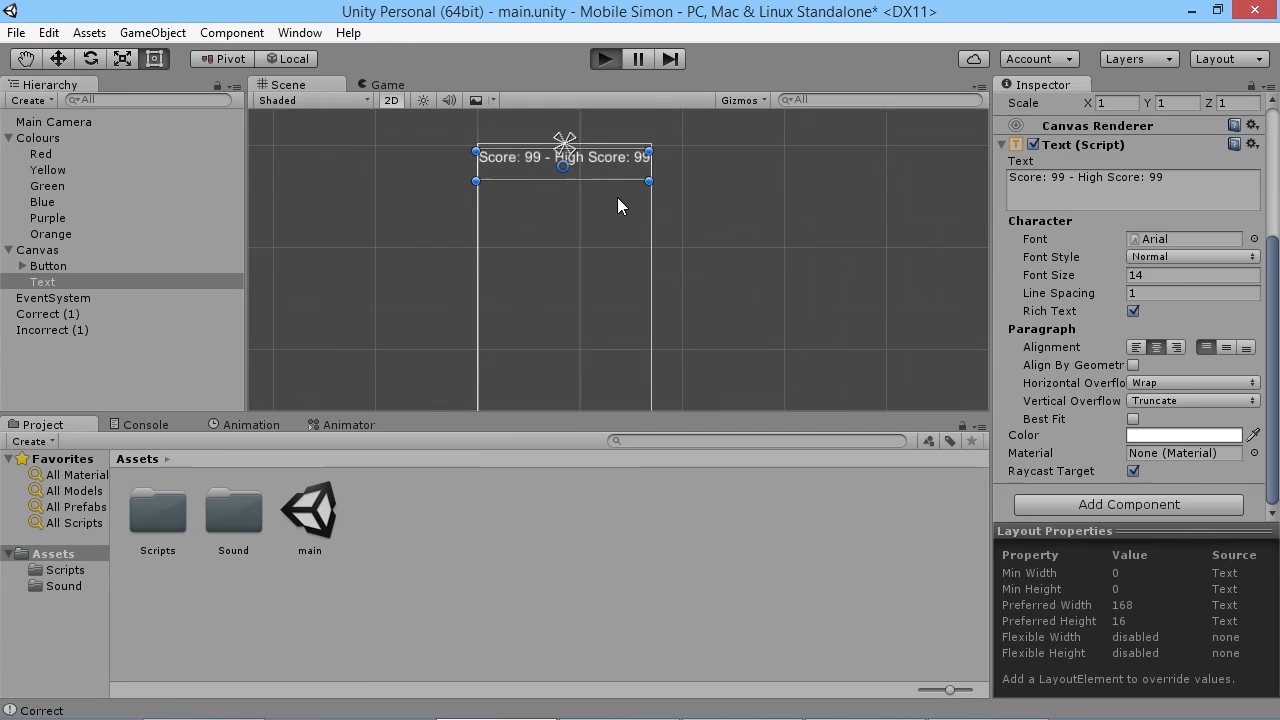 Unity Personal (64bit) - main.unity - Mobile Simon - PC, Mac & Linux Standalone* <DX11>
File Edit Assets GameObject Component Window Help
Pivot Local Account Layers Layout
Hierarchy
Create All
Main Camera
Colours
Red
Yellow
Green
Blue
Purple
Orange
Canvas
Button
Text
EventSystem
Correct (1)
Incorrect (1)
Scene Game
Shaded 2D Gizmos All
Score: 99 - High Score: 99
Inspector
Scale X 1 Y 1 Z 1
Canvas Renderer
Text (Script)
Text
Score: 99 - High Score: 99
Character
Font Arial
Font Style Normal
Font Size 14
Line Spacing 1
Rich Text
Paragraph
Alignment
Align By Geometr
Horizontal Overflo Wrap
Vertical Overflow Truncate
Best Fit
Color
Material None (Material)
Raycast Target
Add Component
Layout Properties
Property Value Source
Min Width 0 Text
Min Height 0 Text
Preferred Width 168 Text
Preferred Height 16 Text
Flexible Width disabled none
Flexible Height disabled none
Add a LayoutElement to override values.
Project Console Animation Animator
Create
Favorites
All Material
All Models
All Prefabs
All Scripts
Assets
Scripts
Sound
Assets
Scripts Sound main
Correct